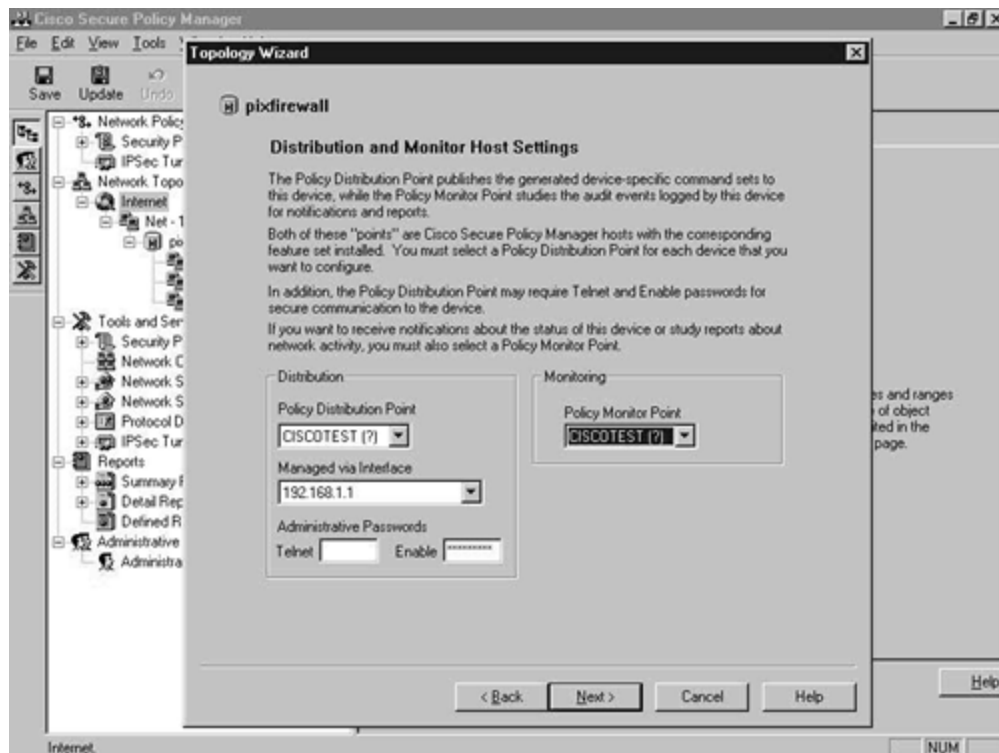 Cisco Secure Policy Manager
File Edit View Tools
Save Update Undo
Network Policy
Security P
IPSec Tur
Network Topo
Internet
Net - 1
pix
Tools and Ser
Security P
Network C
Network S
Network S
Protocol D
IPSec Tur
Reports
Summary R
Detail Rep
Defined R
Administrative
Administra
Topology Wizard
pixfirewall
Distribution and Monitor Host Settings
The Policy Distribution Point publishes the generated device-specific command sets to
this device, while the Policy Monitor Point studies the audit events logged by this device
for notifications and reports.
Both of these "points" are Cisco Secure Policy Manager hosts with the corresponding
feature set installed. You must select a Policy Distribution Point for each device that you
want to configure.
In addition, the Policy Distribution Point may require Telnet and Enable passwords for
secure communication to the device.
If you want to receive notifications about the status of this device or study reports about
network activity, you must also select a Policy Monitor Point.
Distribution
Policy Distribution Point
CISCOTEST (?)
Managed via Interface
192.168.1.1
Administrative Passwords
Telnet Enable *********
Monitoring
Policy Monitor Point
CISCOTEST (?)
es and ranges
of object
ted in the
page.
< Back Next > Cancel Help
Help
Internet. NUM